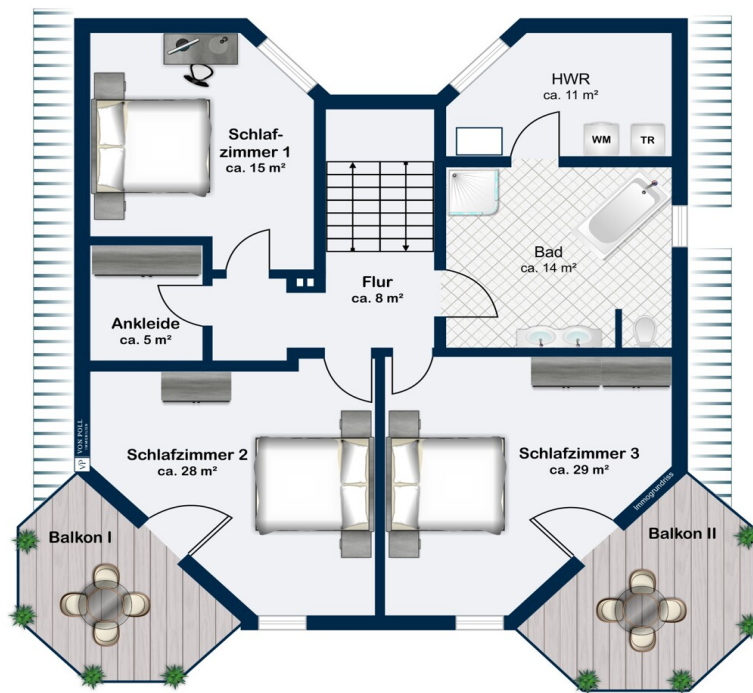 HWR
ca. 11 m²
Schlaf-
zimmer 1
ca. 15 m²
WM
TR
Bad
ca. 14 m²
Flur
ca. 8 m²
Ankleide
ca. 5 m²
VON POLL
IMMOBILIEN
VP
Schlafzimmer 2
ca. 28 m²
Schlafzimmer 3
ca. 29 m²
Immogrundriss
Balkon I
Balkon II